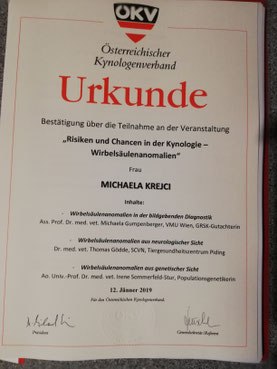 ÖKV
Österreichischer
Kynologenverband
Urkunde
Bestätigung über die Teilnahme an der Veranstaltung
„Risiken und Chancen in der Kynologie –
Wirbelsäulenanomalien“
Frau
MICHAELA KREJCI
Inhalte:
- Wirbelsäulenanomalien in der bildgebenden Diagnostik
Ass. Prof. Dr. med. vet. Michaela Gumpenberger, VMU Wien, GRSK-Gutachterin
- Wirbelsäulenanomalien aus neurologischer Sicht
Dr. med. vet. Thomas Gödde, SCVN, Tiergesundheitszentrum Piding
- Wirbelsäulenanomalien aus genetischer Sicht
Ao. Univ.-Prof. Dr. med. vet. Irene Sommerfeld-Stur, Populationsgenetikerin
12. Jänner 2019
Für den Österreichischen Kynologenverband
Präsident